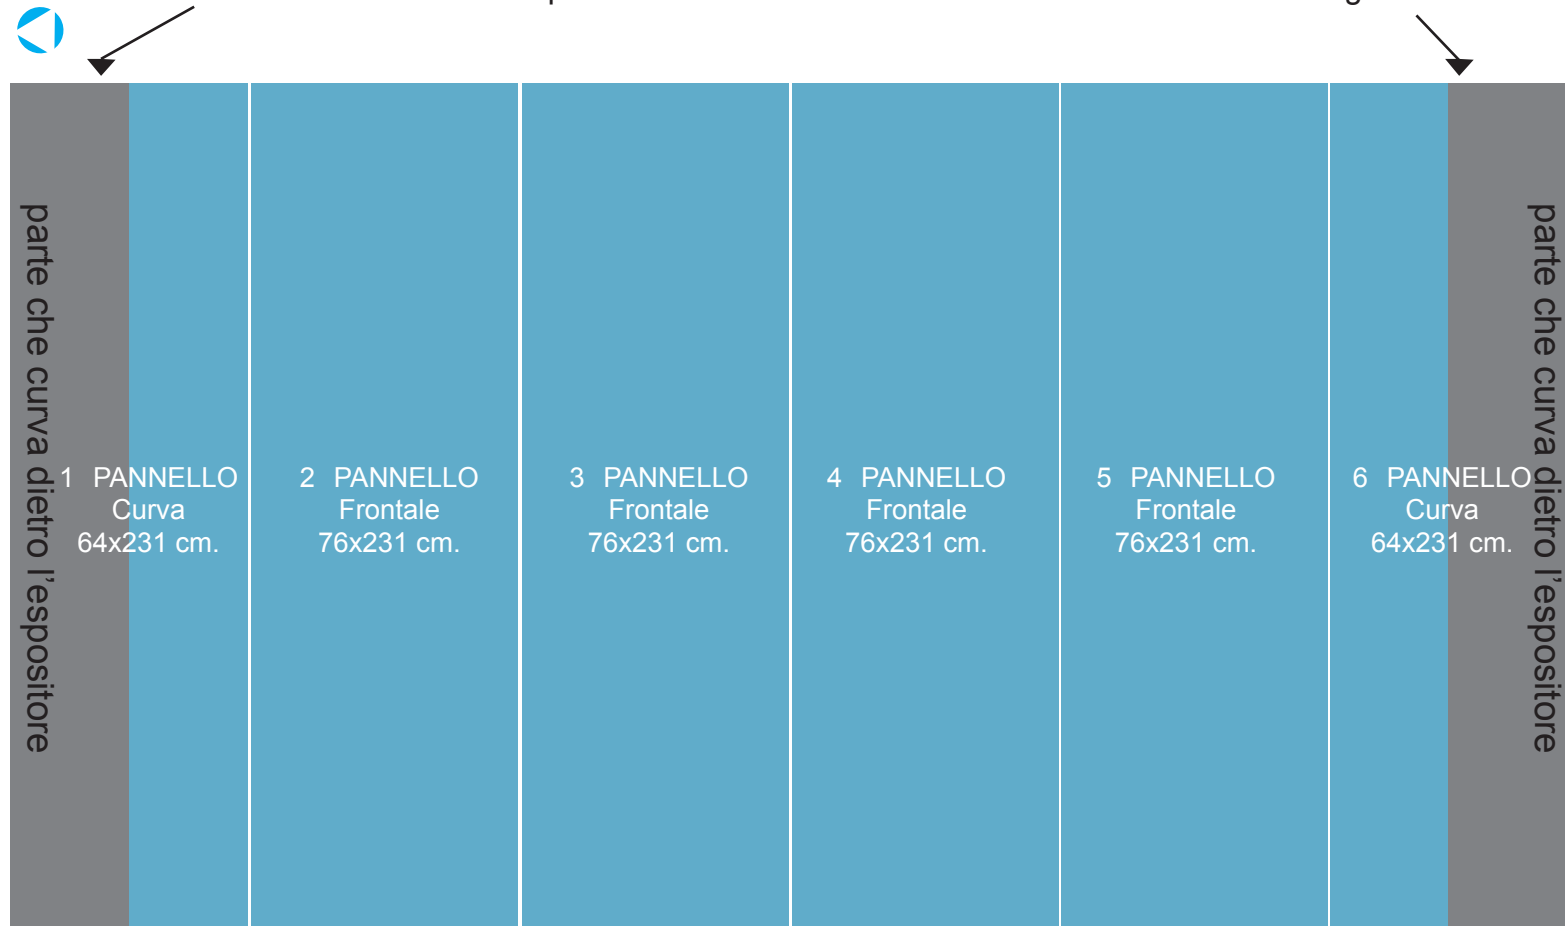 parte che curva dietro l’espositore
1 PANNELLO
Curva
64x231 cm.
2 PANNELLO
Frontale
76x231 cm.
3 PANNELLO
Frontale
76x231 cm.
4 PANNELLO
Frontale
76x231 cm.
5 PANNELLO
Frontale
76x231 cm.
6 PANNELLO
Curva
64x231 cm.
parte che curva dietro l’espositore